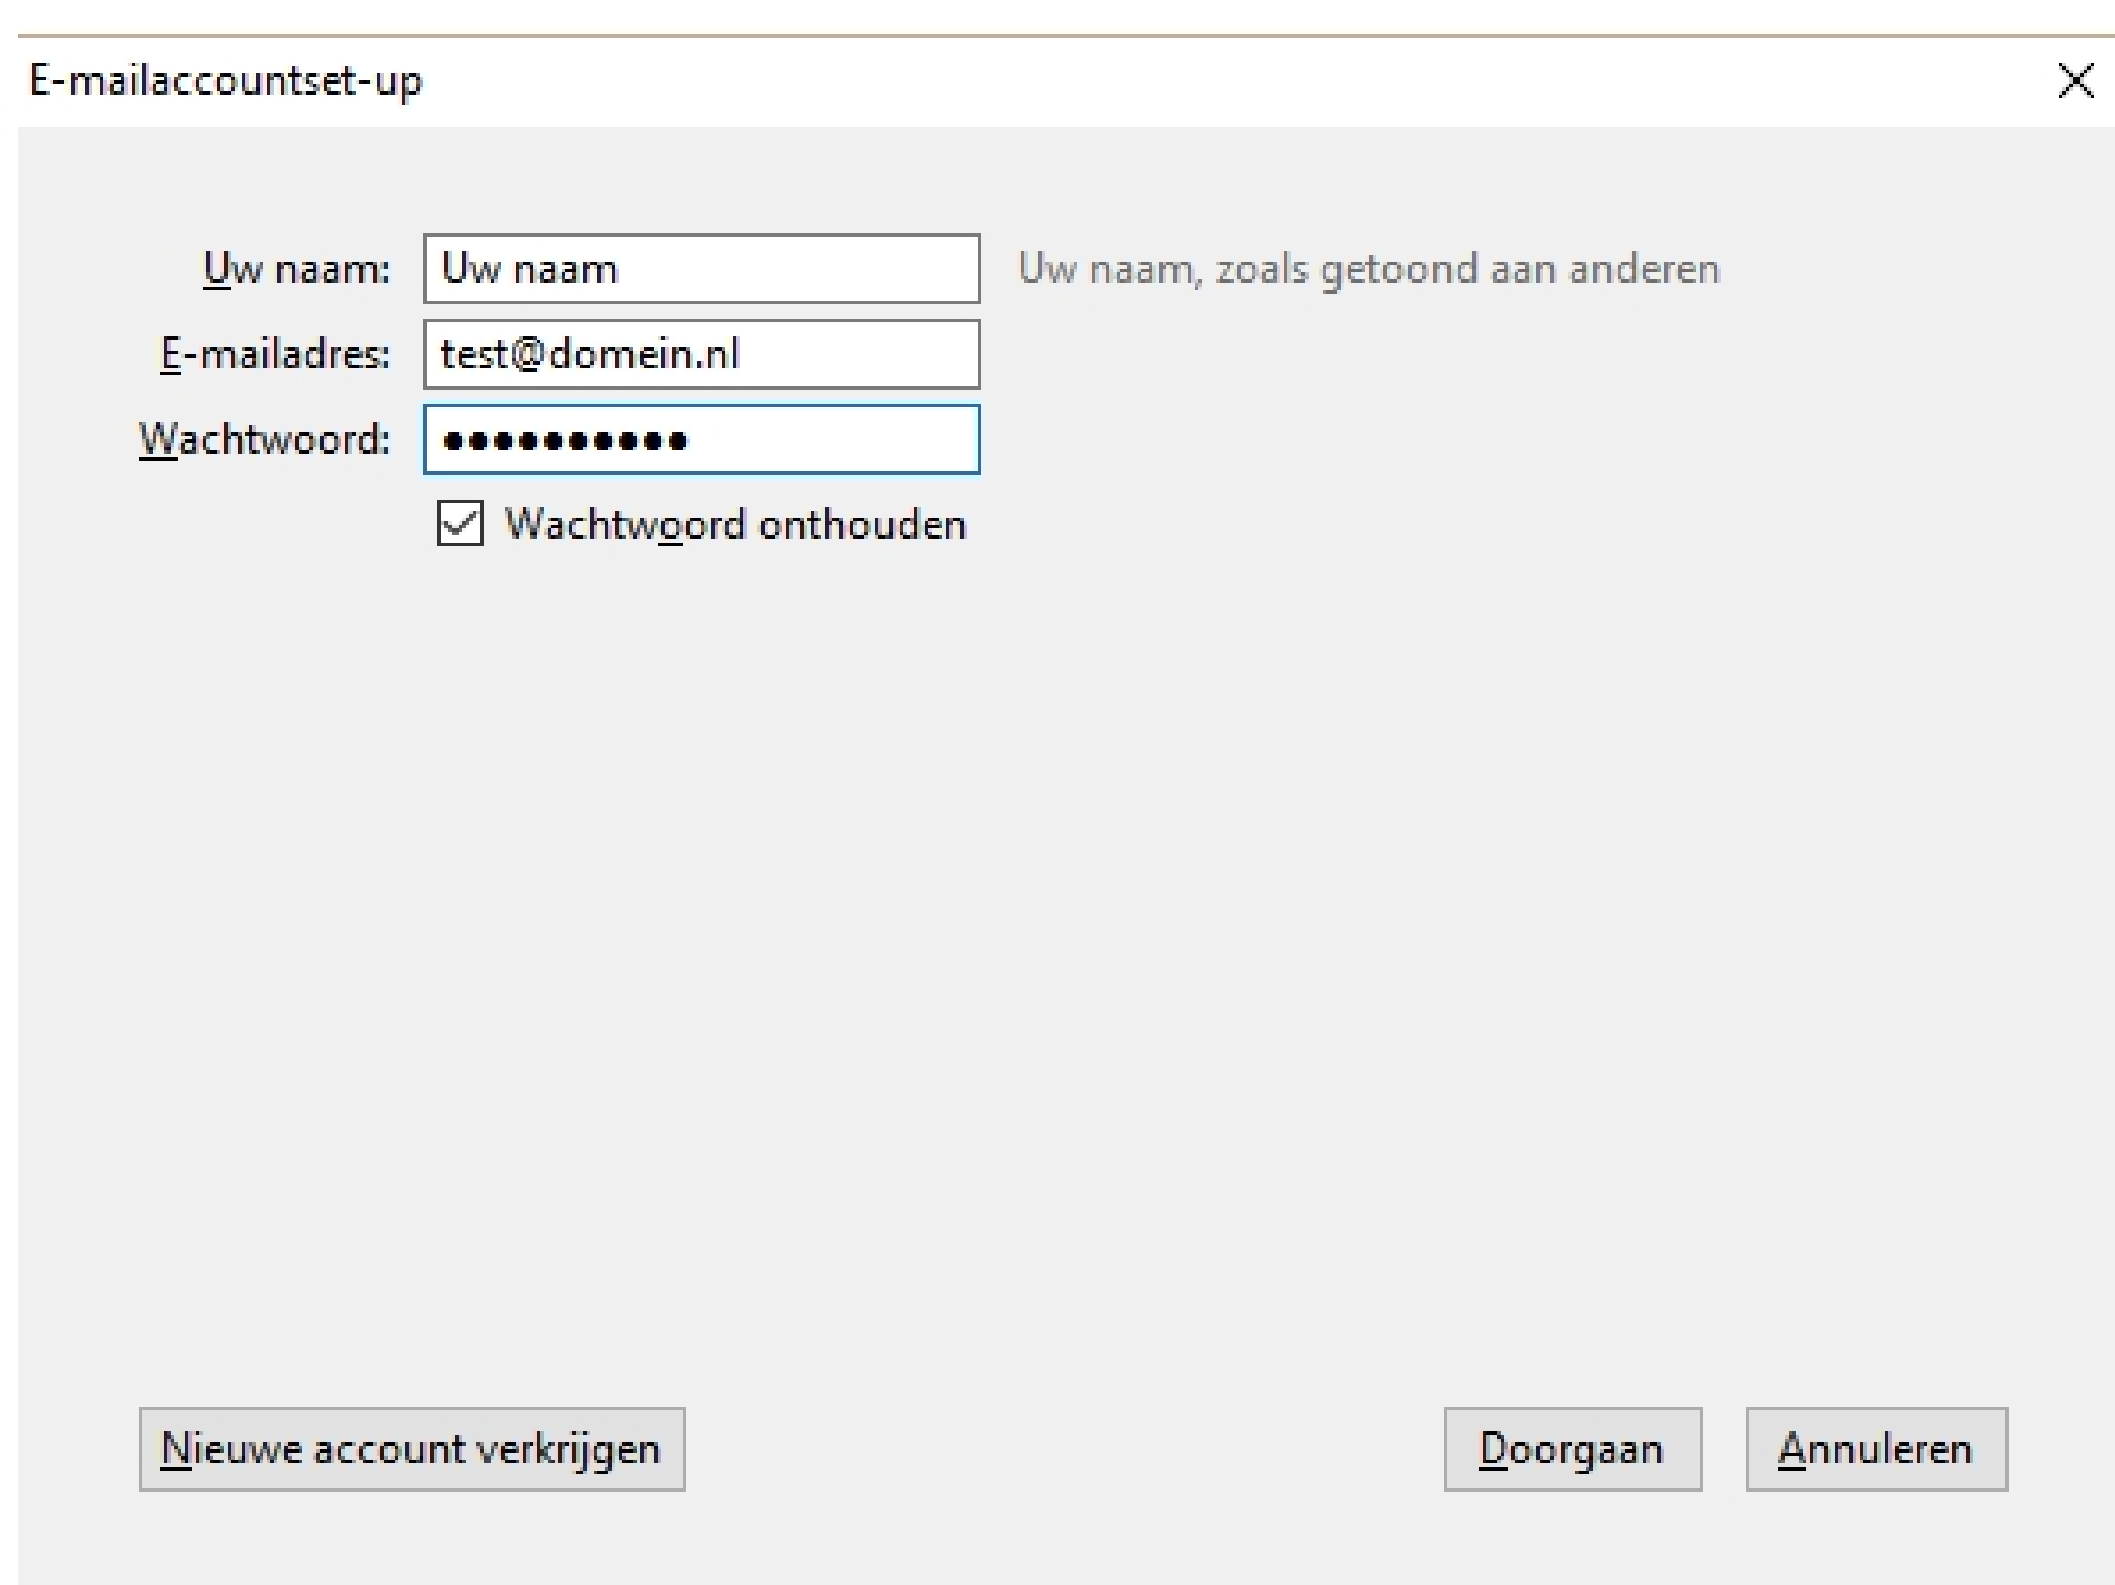 E-mailaccountset-up
Uw naam: Uw naam Uw naam, zoals getoond aan anderen
E-mailadres: test@domein.nl
Wachtwoord: ●●●●●●●●●●
Wachtwoord onthouden
Nieuwe account verkrijgen Doorgaan Annuleren